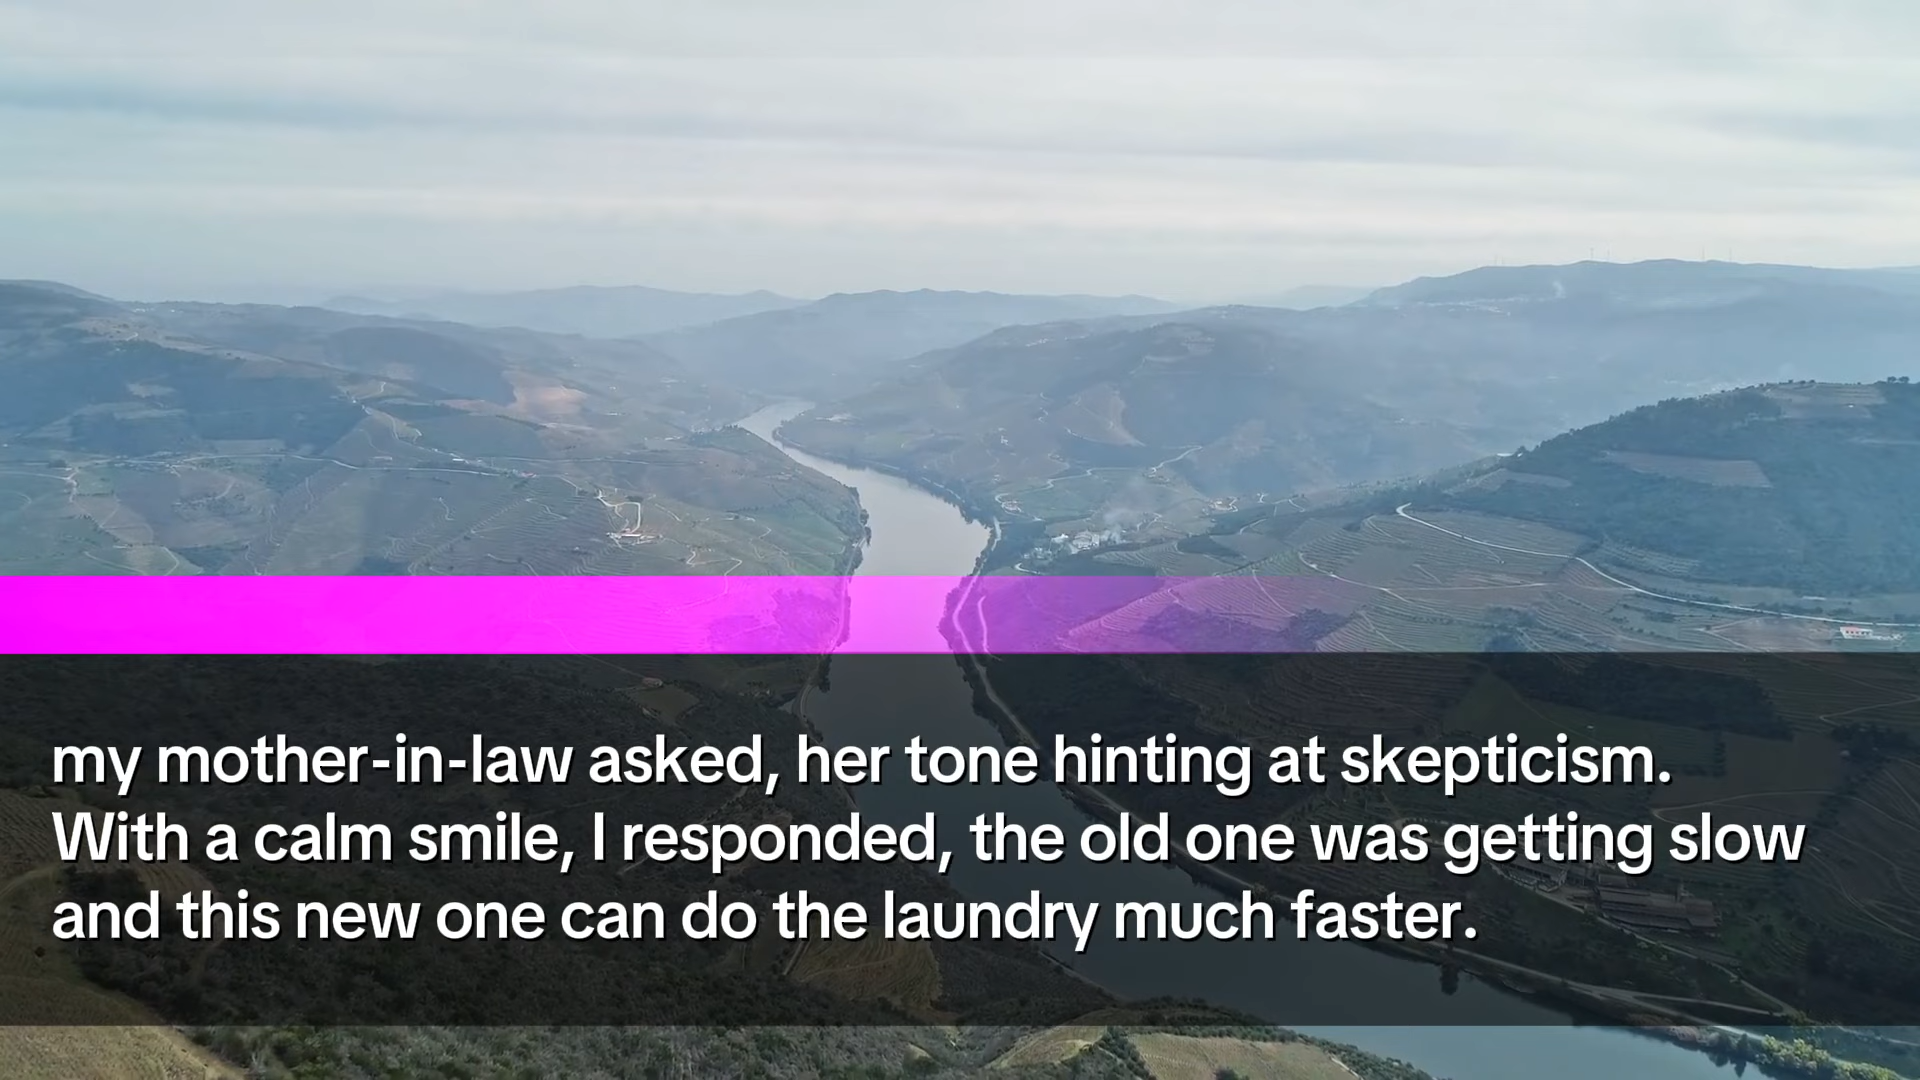 my mother-in-law asked, her tone hinting at skepticism.
With a calm smile, I responded, the old one was getting slow
and this new one can do the laundry much faster.